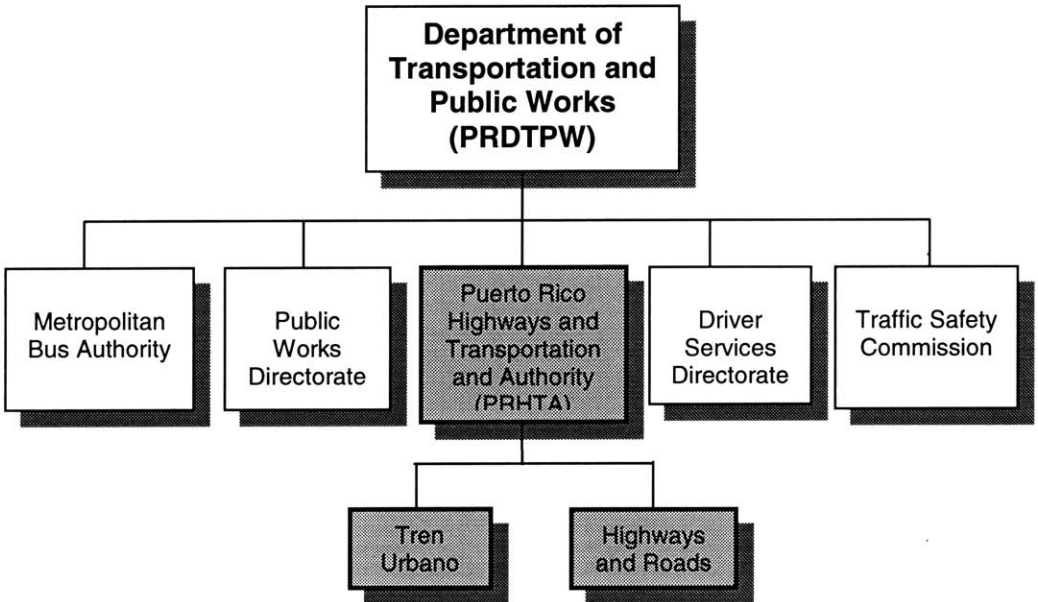 Department of
Transportation and
Public Works
(PRDTPW)
Metropolitan
Bus Authority
Public
Works
Directorate
Puerto Rico
Highways and
Transportation
and Authority
(PRHTA)
Driver
Services
Directorate
Traffic Safety
Commission
Tren
Urbano
Highways
and Roads